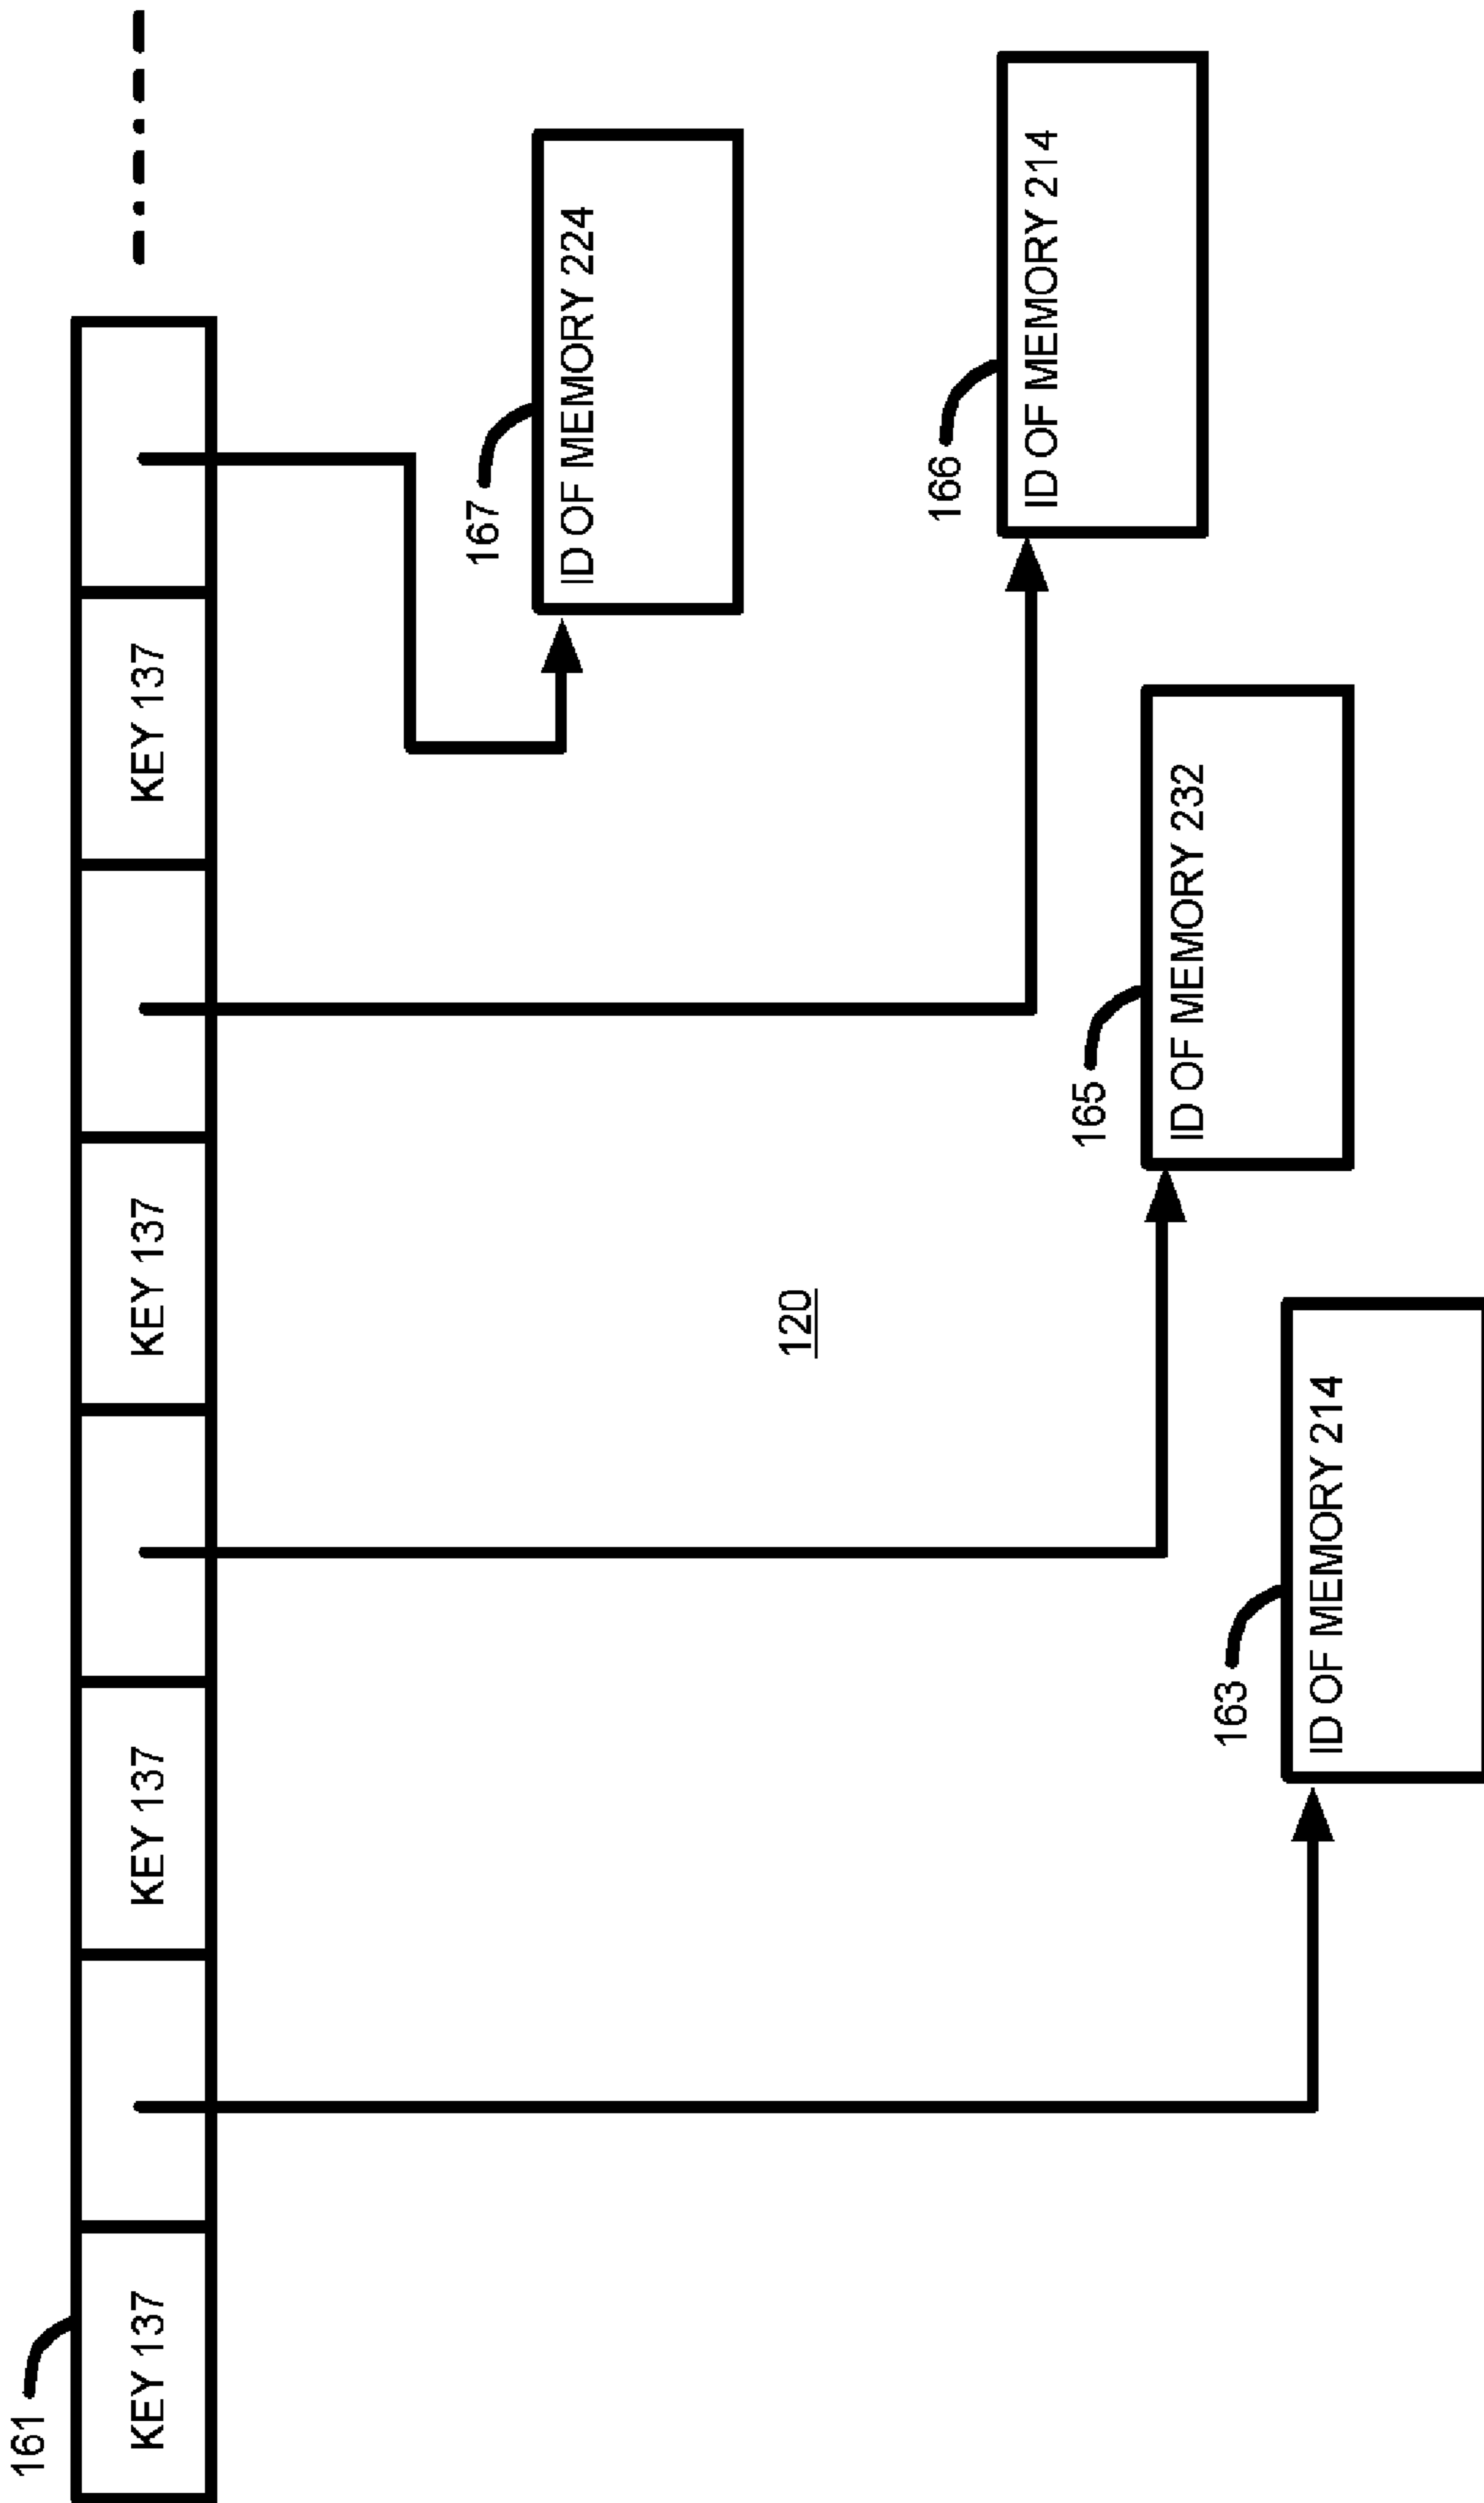 161
KEY 137
KEY 137
KEY 137
KEY 137
120
167
ID OF MEMORY 224
166
ID OF MEMORY 214
165
ID OF MEMORY 232
163
ID OF MEMORY 214